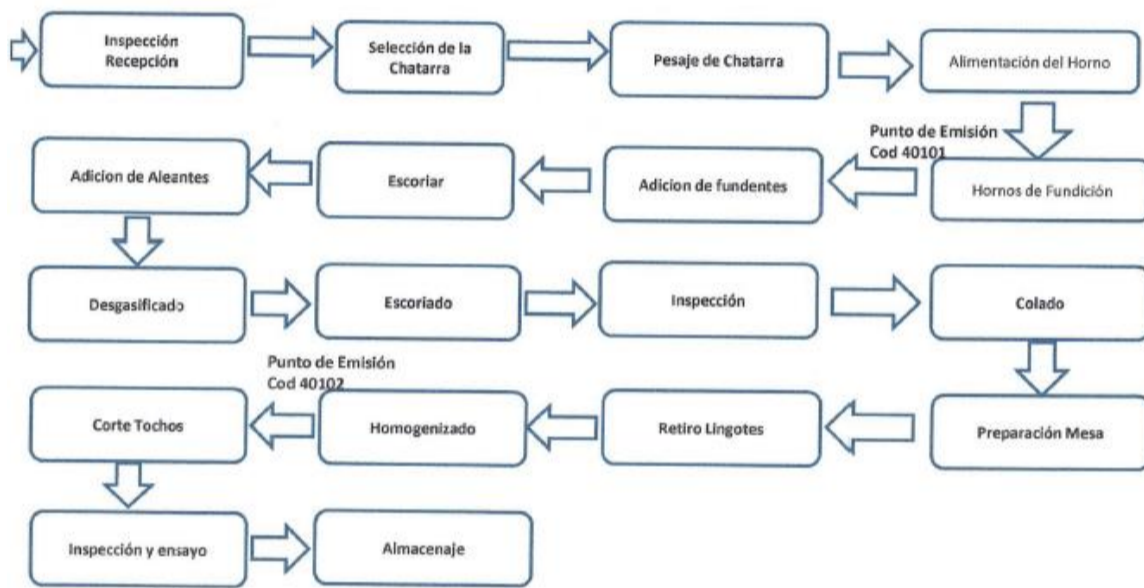 Inspección
Recepción
Selección de la
Chatarra
Pesaje de Chatarra
Alimentación del Horno
Punto de Emisión
Cod 40101
Hornos de Fundición
Adicion de fundentes
Escoriar
Adicion de Aleantes
Desgasificado
Escoriado
Inspección
Colado
Preparación Mesa
Retiro Lingotes
Homogenizado
Punto de Emisión
Cod 40102
Corte Tochos
Inspección y ensayo
Almacenaje